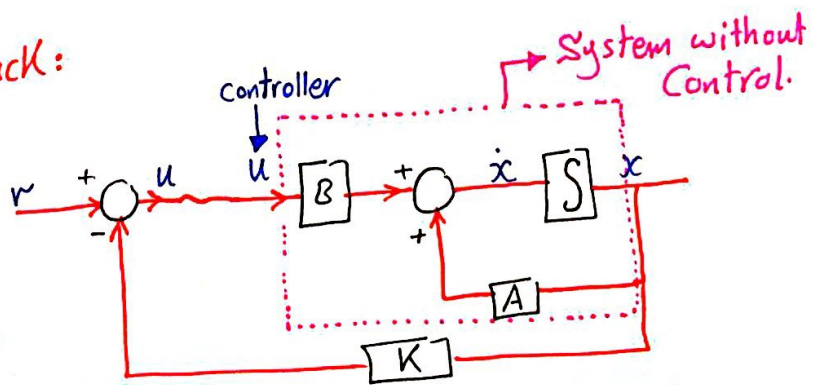 ck:
System without
Control.
controller
r + u u B + ẋ ∫ x
-
+
A
K